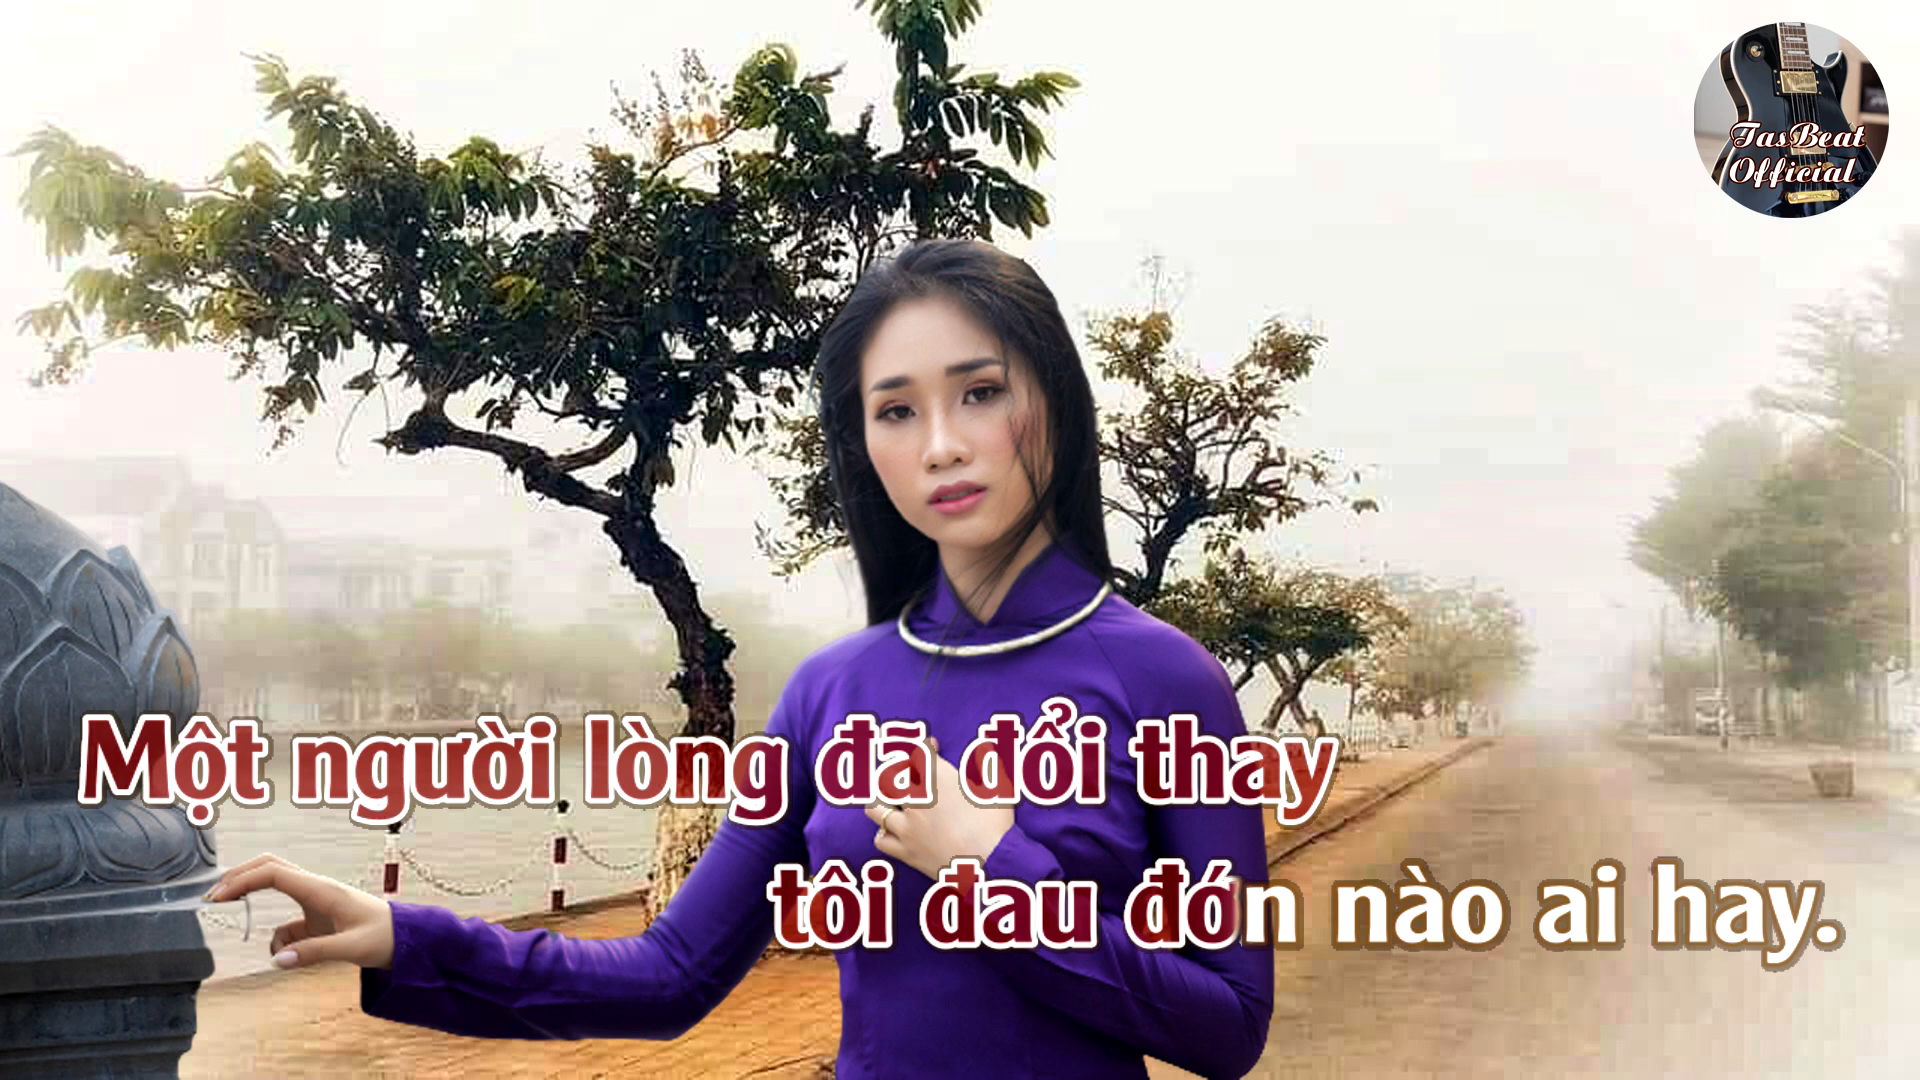 TasBeat
Official
Một người lòng đã đổi thay
tôi đau đớn nào ai hay.